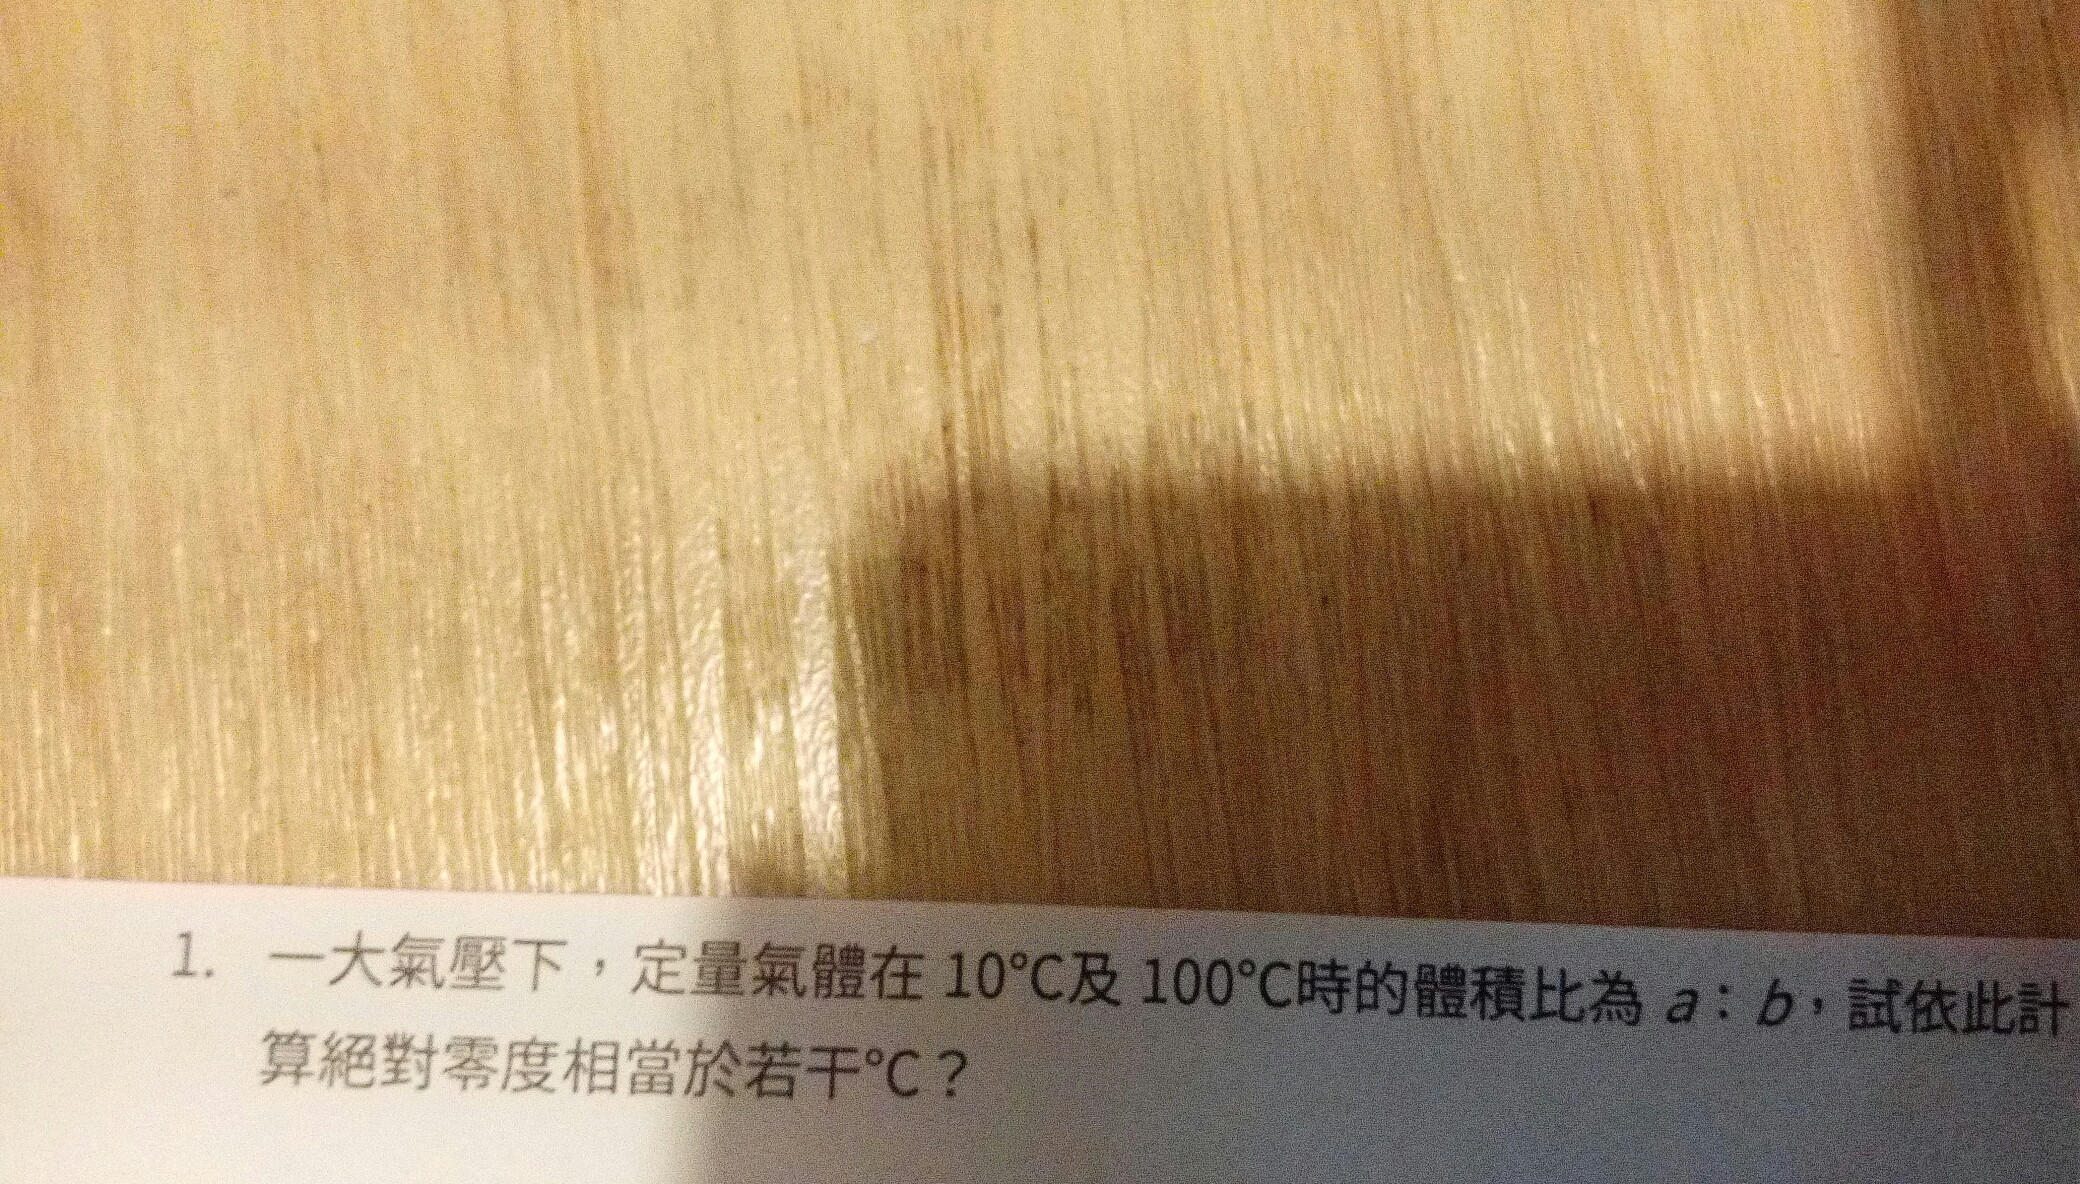 1. 一大氣壓下，定量氣體在 10℃及 100℃時的體積比為 a：b，試依此計
算絕對零度相當於若干℃？